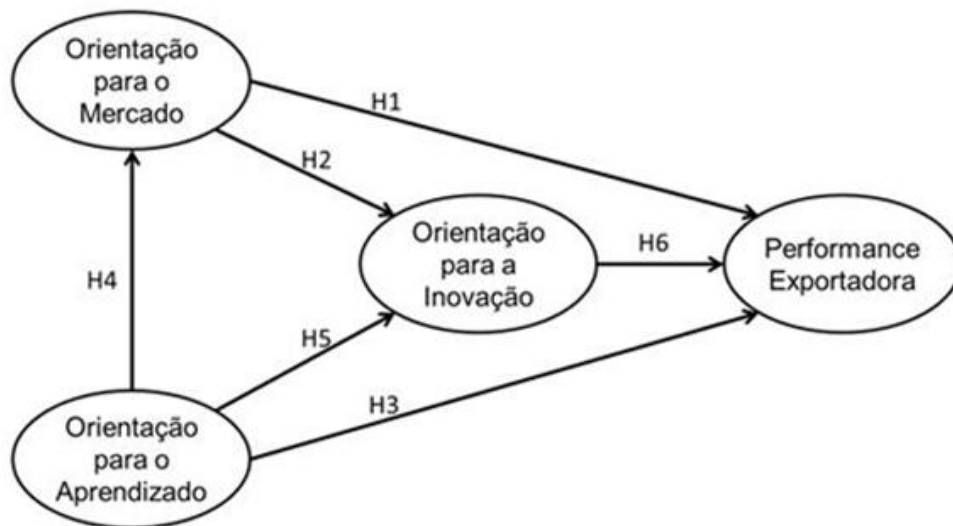 Orientação
para o
Mercado
H1
H2
Orientação
para a
Inovação
H6
Performance
Exportadora
H4
H5
H3
Orientação
para o
Aprendizado